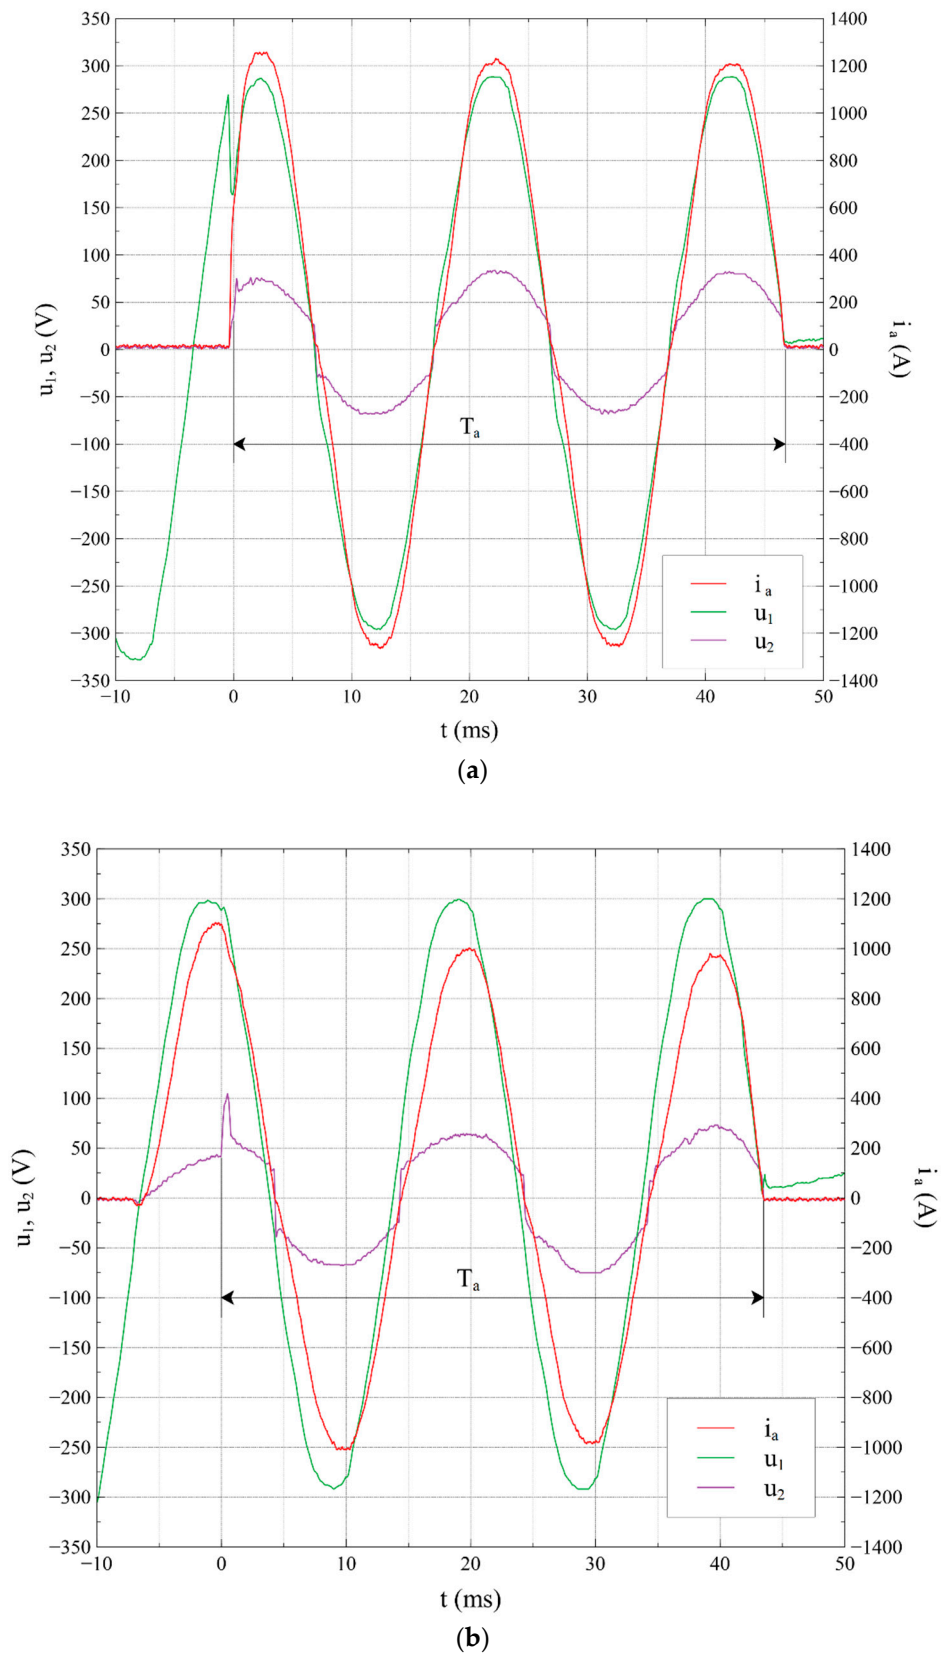 350 1400
300 1200
250 1000
200 800
150 600
100 400
50 200
0 0
−50 −200
−100 −400
−150 −600
−200 −800
−250 −1000
−300 −1200
−350 −1400
u₁, u₂ (V)
i ₐ (A)
Tₐ
i ₐ
u₁
u₂
−10 0 10 20 30 40 50
t (ms)
(a)
350 1400
300 1200
250 1000
200 800
150 600
100 400
50 200
0 0
−50 −200
−100 −400
−150 −600
−200 −800
−250 −1000
−300 −1200
−350 −1400
u₁, u₂ (V)
i ₐ (A)
Tₐ
iₐ
u₁
u₂
−10 0 10 20 30 40 50
t (ms)
(b)